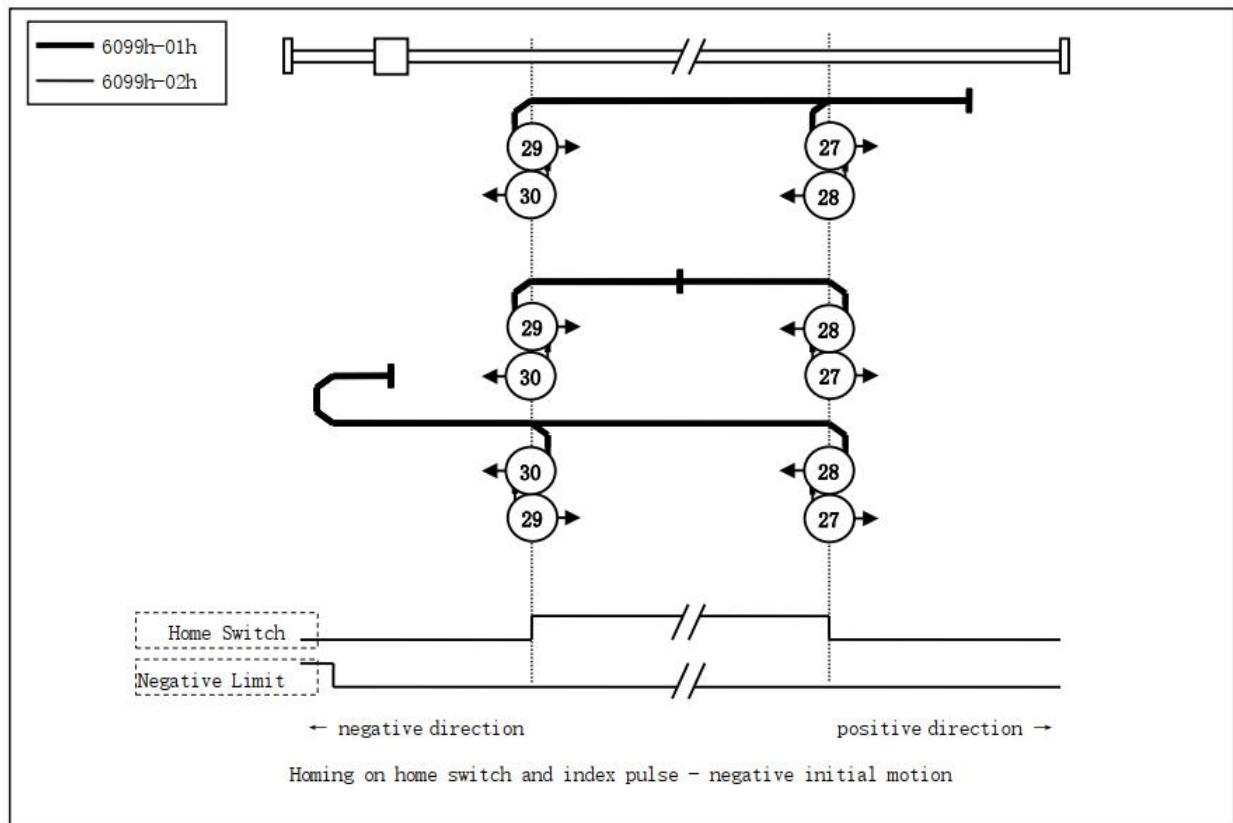 6099h-01h
6099h-02h
29 27
30 28
29 28
30 27
30 28
29 27
Home Switch
Negative Limit
← negative direction positive direction →
Homing on home switch and index pulse - negative initial motion